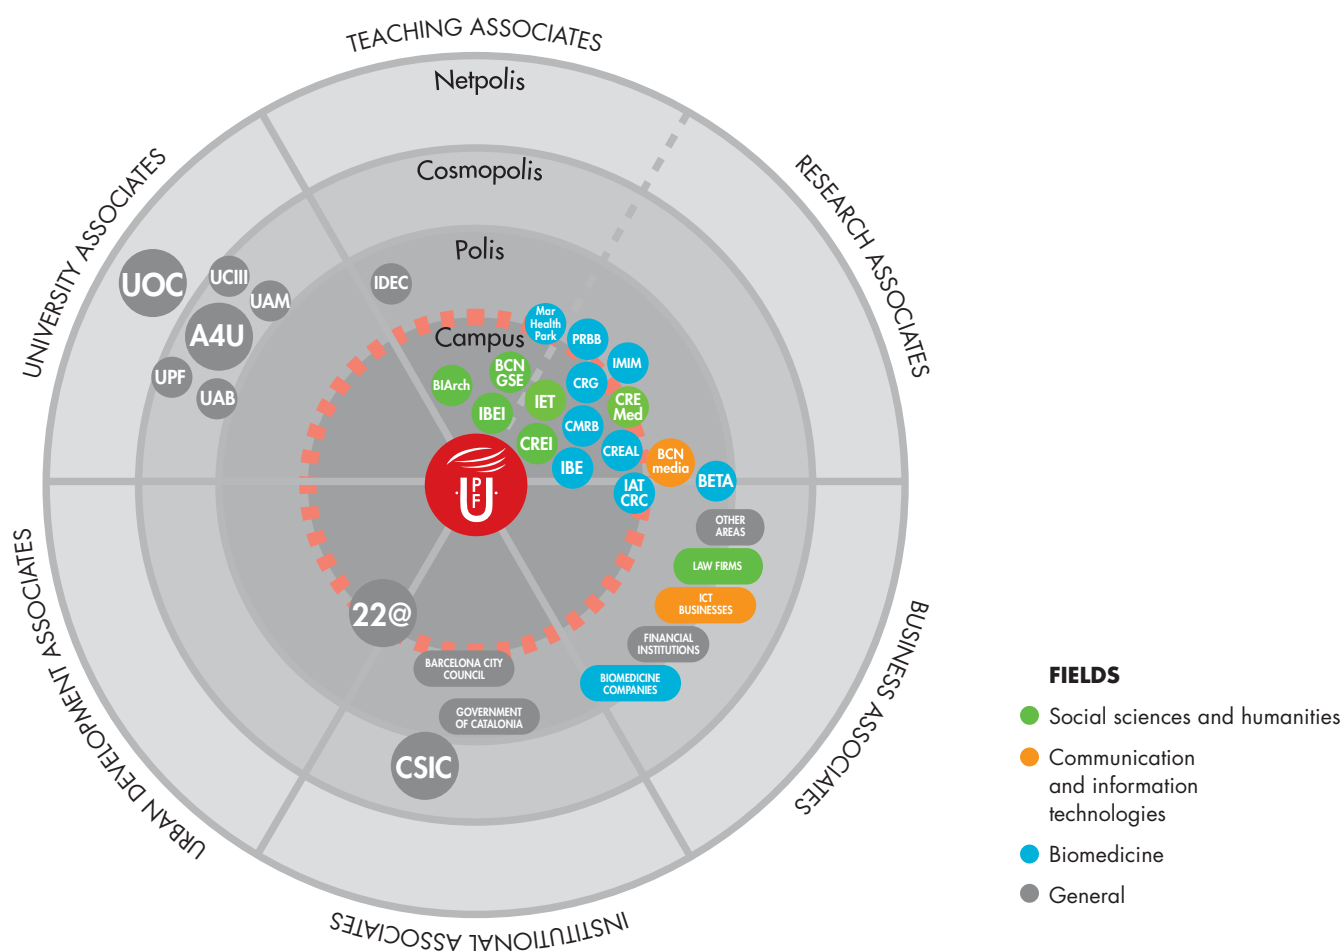 TEACHING ASSOCIATES
Netpolis
Cosmopolis
Polis
Campus
UNIVERSITY ASSOCIATES
RESEARCH ASSOCIATES
UOC
UCIII
UAM
A4U
UPF
UAB
IDEC
Mar
Health
Park
PRBB
IMIM
BIArch
BCN
GSE
CRG
IET
CRE
Med
IBEI
CMRB
CREI
CREAL
BCN
media
IBE
IAT
CRC
BETA
P
F
·U·
OTHER
AREAS
LAW FIRMS
ICT
BUSINESSES
FINANCIAL
INSTITUTIONS
BIOMEDICINE
COMPANIES
22@
BARCELONA CITY
COUNCIL
GOVERNMENT
OF CATALONIA
CSIC
URBAN DEVELOPMENT ASSOCIATES
INSTITUTIONAL ASSOCIATES
BUSINESS ASSOCIATES
FIELDS
Social sciences and humanities
Communication
and information
technologies
Biomedicine
General